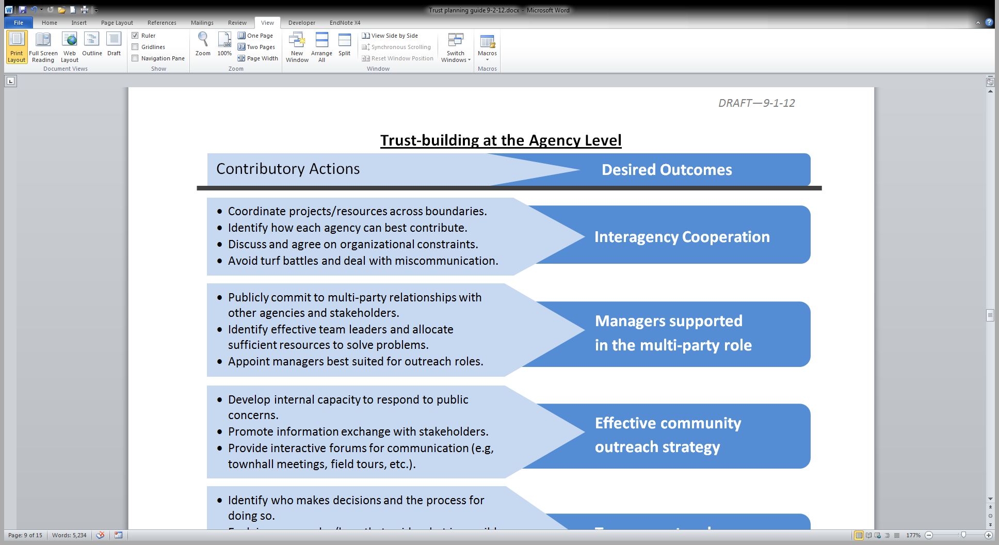 Trust planning guide 9-2-12.docx - Microsoft Word
File Home Insert Page Layout References Mailings Review View Developer EndNote X4
Print Layout
Full Screen Reading
Web Layout
Outline
Draft
Document Views
Ruler
Gridlines
Navigation Pane
Show
Zoom
100%
One Page
Two Pages
Page Width
Zoom
New Window
Arrange All
Split
View Side by Side
Synchronous Scrolling
Reset Window Position
Window
Switch Windows
Macros
Macros
DRAFT—9-1-12
Trust-building at the Agency Level
Contributory Actions
Desired Outcomes
• Coordinate projects/resources across boundaries.
• Identify how each agency can best contribute.
• Discuss and agree on organizational constraints.
• Avoid turf battles and deal with miscommunication.
Interagency Cooperation
• Publicly commit to multi-party relationships with
other agencies and stakeholders.
• Identify effective team leaders and allocate
sufficient resources to solve problems.
• Appoint managers best suited for outreach roles.
Managers supported
in the multi-party role
• Develop internal capacity to respond to public
concerns.
• Promote information exchange with stakeholders.
• Provide interactive forums for communication (e.g,
townhall meetings, field tours, etc.).
Effective community
outreach strategy
• Identify who makes decisions and the process for
doing so.
Page: 9 of 15 Words: 5,234 177%